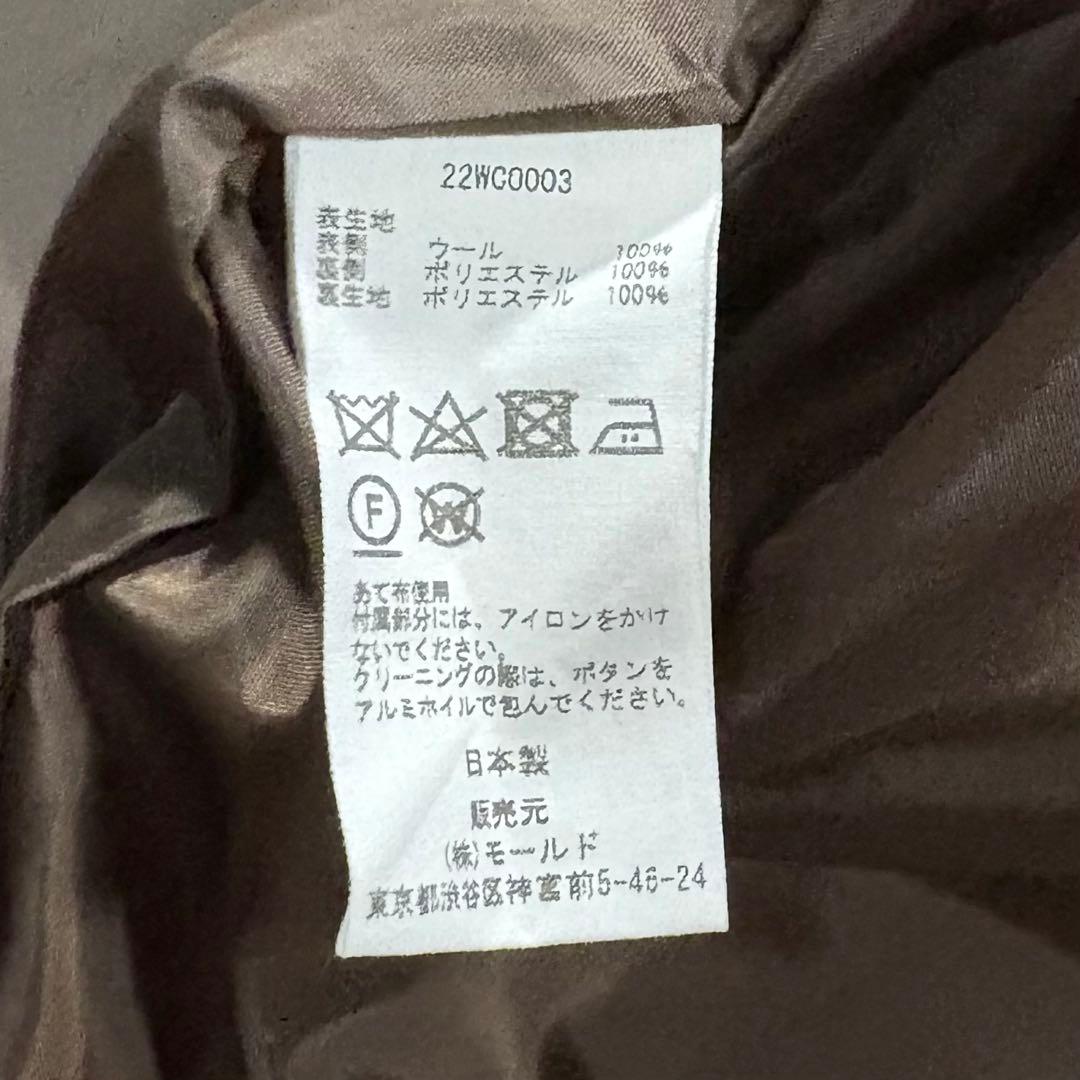 22WC0003
表生地
表側 ウール 100%
裏側 ポリエステル 100%
裏生地 ポリエステル 100%
F
W
あて布使用
付属部分には、アイロンをかけ
ないでください。
クリーニングの際は、ボタンを
アルミホイルで包んでください。
日本製
販売元
(株)モールド
東京都渋谷区神宮前5-46-24